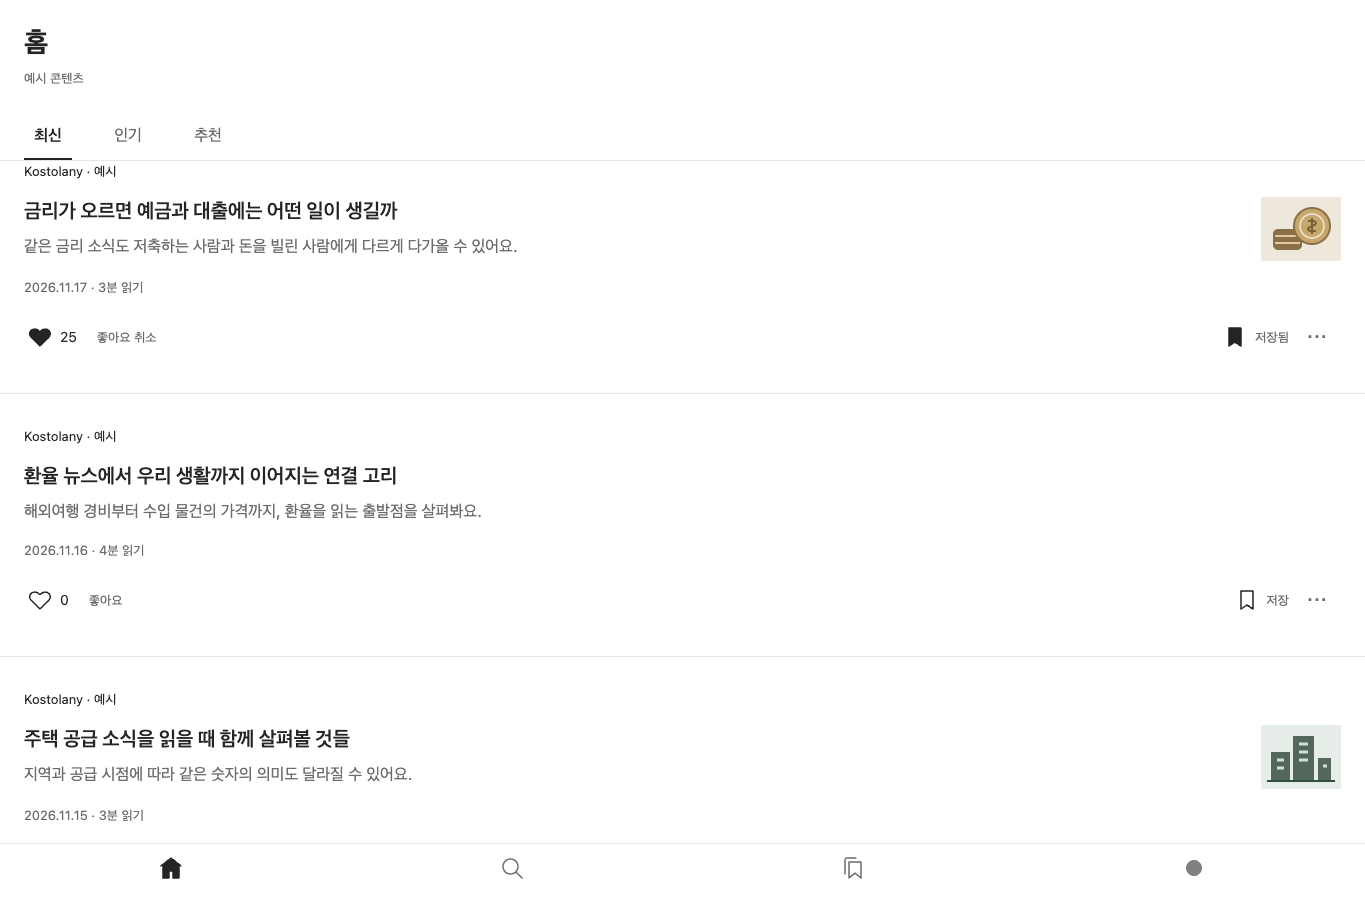 홈
예시 콘텐츠
최신
인기
추천
Kostolany · 예시
금리가 오르면 예금과 대출에는 어떤 일이 생길까
같은 금리 소식도 저축하는 사람과 돈을 빌린 사람에게 다르게 다가올 수 있어요.
2026.11.17 · 3분 읽기
25 좋아요 취소
저장됨
Kostolany · 예시
환율 뉴스에서 우리 생활까지 이어지는 연결 고리
해외여행 경비부터 수입 물건의 가격까지, 환율을 읽는 출발점을 살펴봐요.
2026.11.16 · 4분 읽기
0 좋아요
저장
Kostolany · 예시
주택 공급 소식을 읽을 때 함께 살펴볼 것들
지역과 공급 시점에 따라 같은 숫자의 의미도 달라질 수 있어요.
2026.11.15 · 3분 읽기